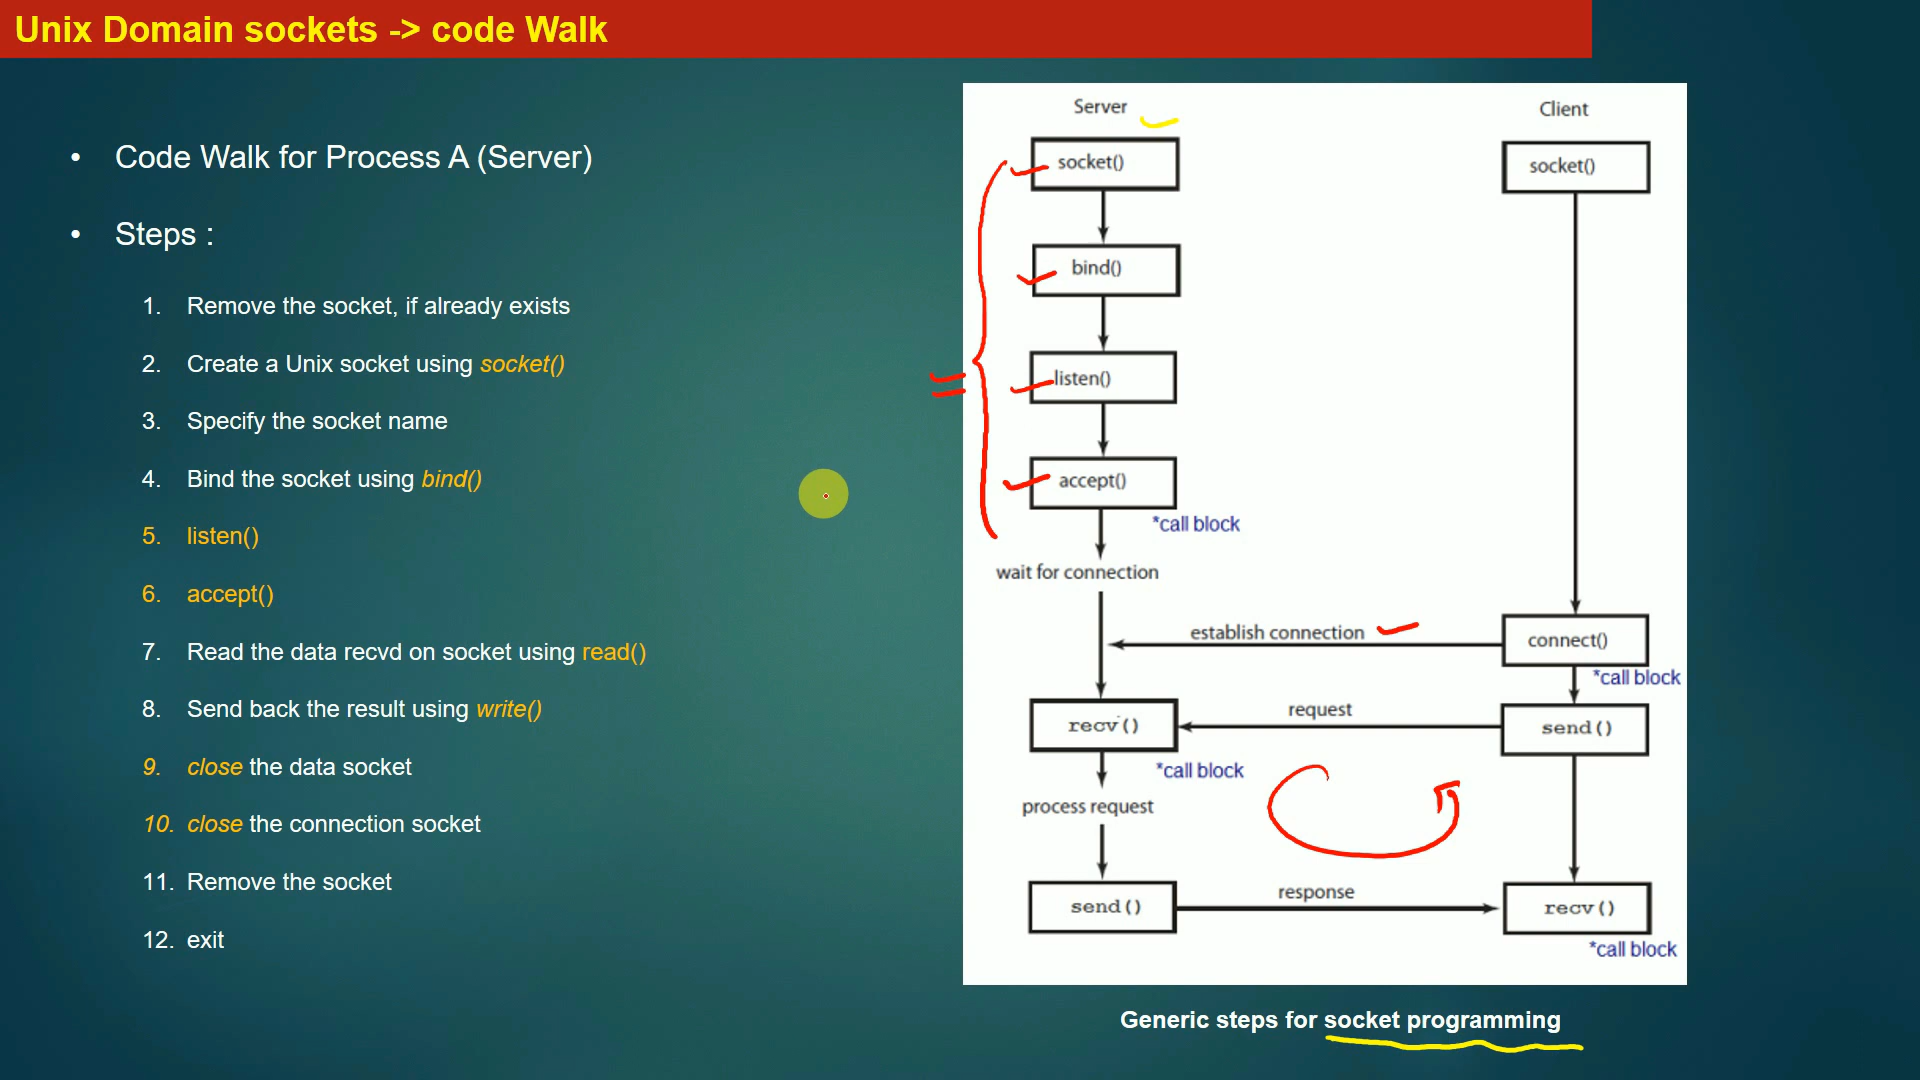 Unix Domain sockets -> code Walk
• Code Walk for Process A (Server)
• Steps :
1. Remove the socket, if already exists
2. Create a Unix socket using socket()
3. Specify the socket name
4. Bind the socket using bind()
5. listen()
6. accept()
7. Read the data recvd on socket using read()
8. Send back the result using write()
9. close the data socket
10. close the connection socket
11. Remove the socket
12. exit
Server
Client
socket()
socket()
bind()
listen()
accept()
*call block
wait for connection
establish connection
connect()
*call block
recv()
request
send()
*call block
process request
send()
response
recv()
*call block
Generic steps for socket programming